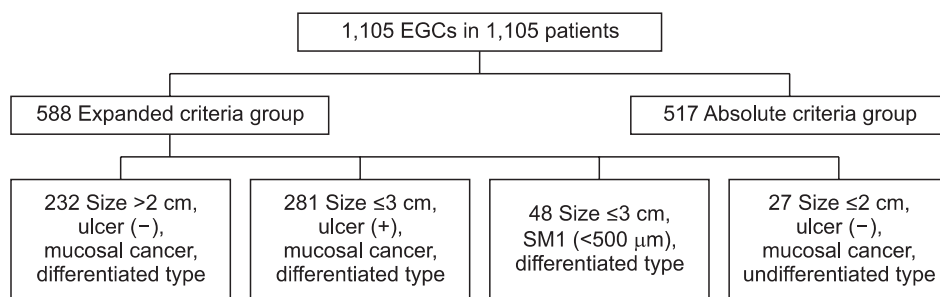 1,105 EGCs in 1,105 patients
588 Expanded criteria group
517 Absolute criteria group
232 Size >2 cm,
ulcer (−),
mucosal cancer,
differentiated type
281 Size ≤3 cm,
ulcer (+),
mucosal cancer,
differentiated type
48 Size ≤3 cm,
SM1 (<500 μm),
differentiated type
27 Size ≤2 cm,
ulcer (−),
mucosal cancer,
undifferentiated type